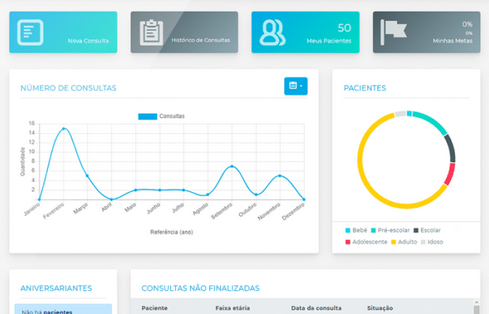 Nova Consulta
Histórico de Consultas
50
Meus Pacientes
0%
0%
Minhas Metas
NÚMERO DE CONSULTAS
Consultas
Quantidade
16
14
12
10
8
6
4
2
Janeiro
Fevereiro
Março
Abril
Maio
Junho
Julho
Agosto
Setembro
Outubro
Novembro
Dezembro
Referência (ano)
PACIENTES
Bebê Pré-escolar Escolar
Adolescente Adulto Idoso
ANIVERSARIANTES
Não há pacientes
CONSULTAS NÃO FINALIZADAS
Paciente Faixa etária Data da consulta Situação